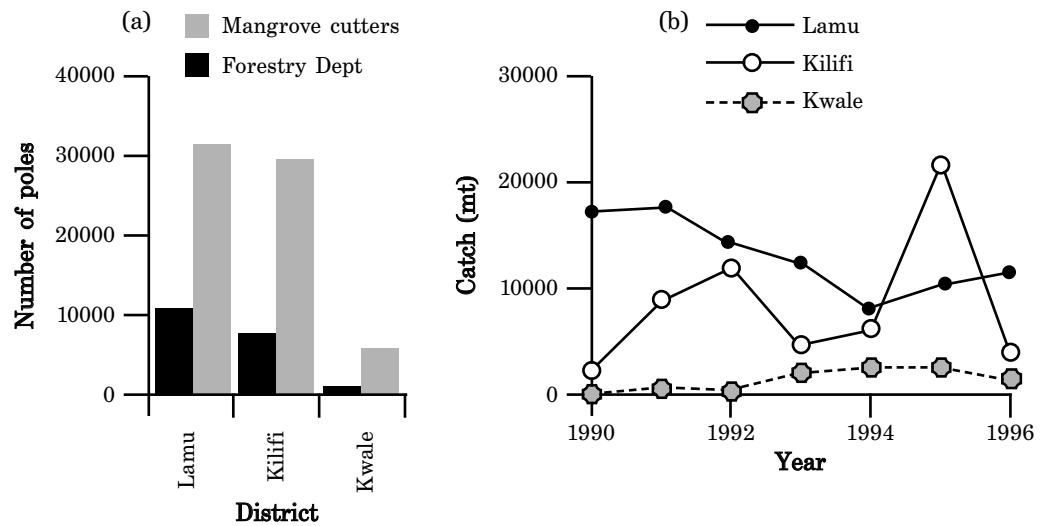 (a)
Mangrove cutters
Forestry Dept
Number of poles
40000
30000
20000
10000
0
Lamu
Kilifi
Kwale
District
(b)
Lamu
Kilifi
Kwale
Catch (mt)
30000
20000
10000
0
1990
1992
1994
1996
Year